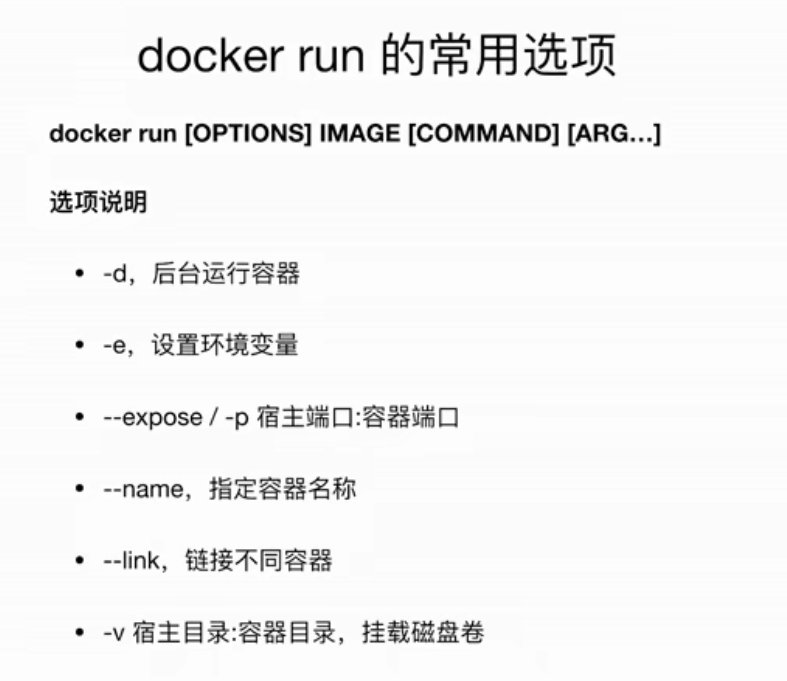 docker run 的常用选项
docker run [OPTIONS] IMAGE [COMMAND] [ARG...]
选项说明
• -d，后台运行容器
• -e，设置环境变量
• --expose / -p 宿主端口:容器端口
• --name，指定容器名称
• --link，链接不同容器
• -v 宿主目录:容器目录，挂载磁盘卷